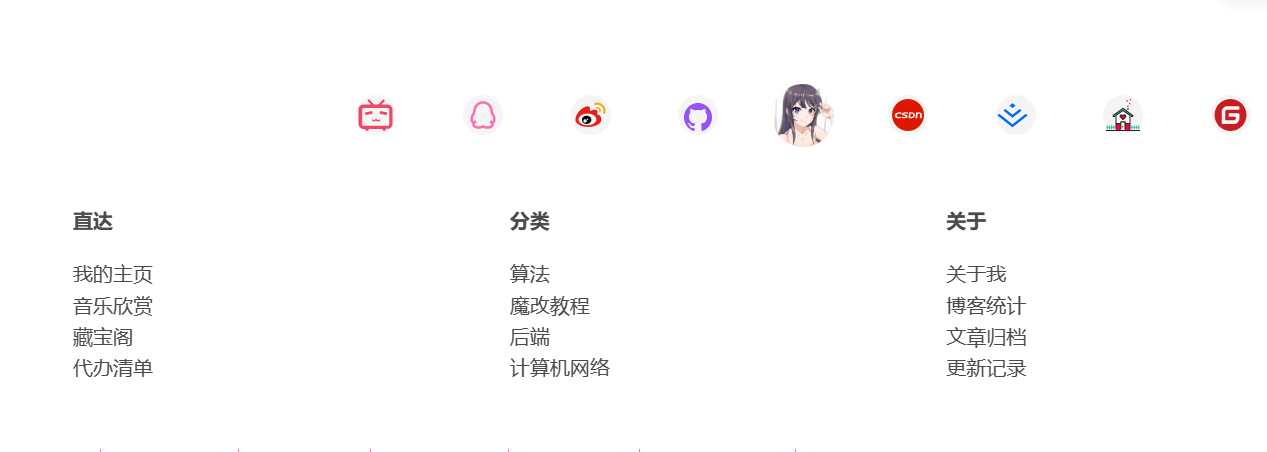 CSDN
直达
我的主页
音乐欣赏
藏宝阁
代办清单
分类
算法
魔改教程
后端
计算机网络
关于
关于我
博客统计
文章归档
更新记录